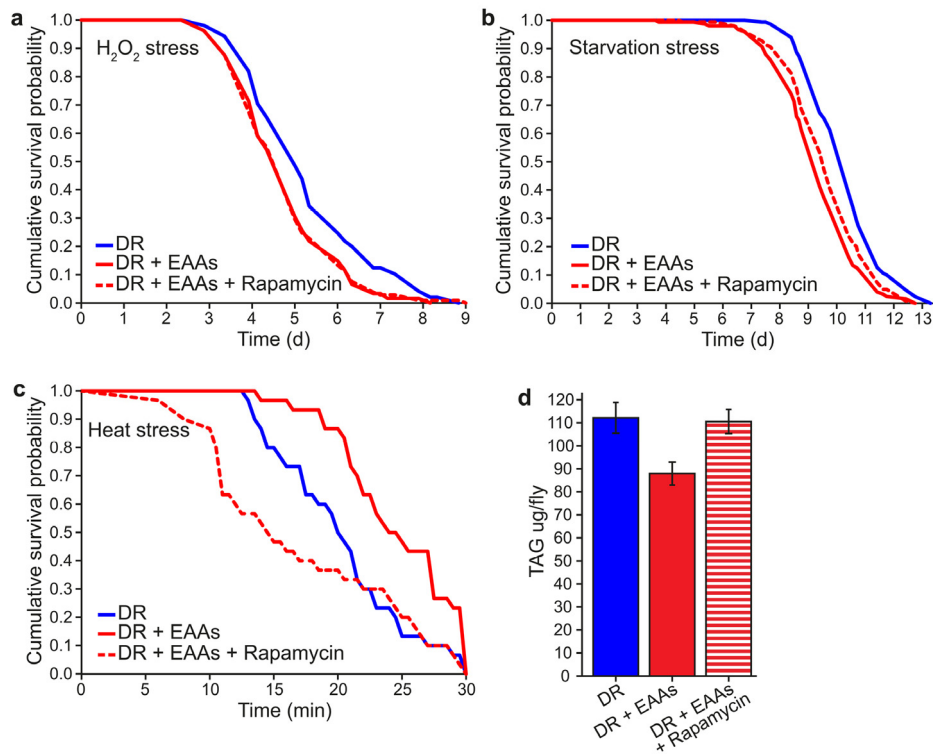 a
H2O2 stress
Cumulative survival probability
1.0
0.9
0.8
0.7
0.6
0.5
0.4
0.3
0.2
0.1
0.0
DR
DR + EAAs
DR + EAAs + Rapamycin
0 1 2 3 4 5 6 7 8 9
Time (d)
b
Starvation stress
Cumulative survival probability
1.0
0.9
0.8
0.7
0.6
0.5
0.4
0.3
0.2
0.1
0.0
DR
DR + EAAs
DR + EAAs + Rapamycin
0 1 2 3 4 5 6 7 8 9 10 11 12 13
Time (d)
c
Heat stress
Cumulative survival probability
1.0
0.9
0.8
0.7
0.6
0.5
0.4
0.3
0.2
0.1
0.0
DR
DR + EAAs
DR + EAAs + Rapamycin
0 5 10 15 20 25 30
Time (min)
d
TAG ug/fly
120
110
100
90
80
70
60
50
40
30
20
10
0
DR
DR + EAAs
DR + EAAs
+ Rapamycin